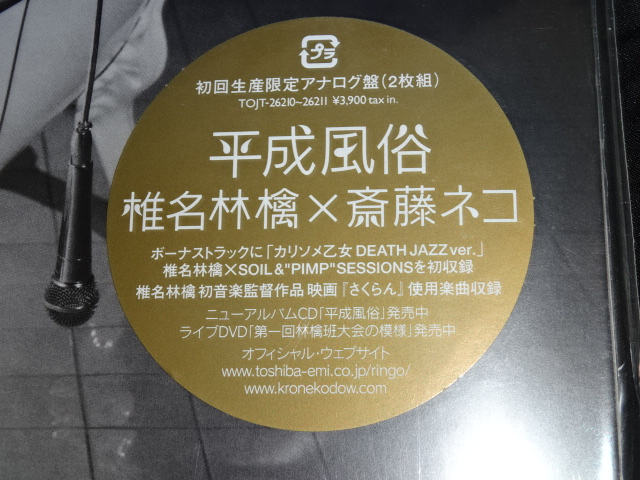 プラ
初回生産限定アナログ盤(2枚組)
TOJT-26210~26211 ¥3,900 tax in.
平成風俗
椎名林檎×斎藤ネコ
ボーナストラックに「カリソメ乙女 DEATH JAZZ ver.」
椎名林檎×SOIL&"PIMP"SESSIONSを初収録
椎名林檎 初音楽監督作品 映画『さくらん』使用楽曲収録
ニューアルバムCD「平成風俗」発売中
ライブDVD「第一回林檎班大会の模様」発売中
オフィシャル・ウェブサイト
www.toshiba-emi.co.jp/ringo/
www.kronekodow.com